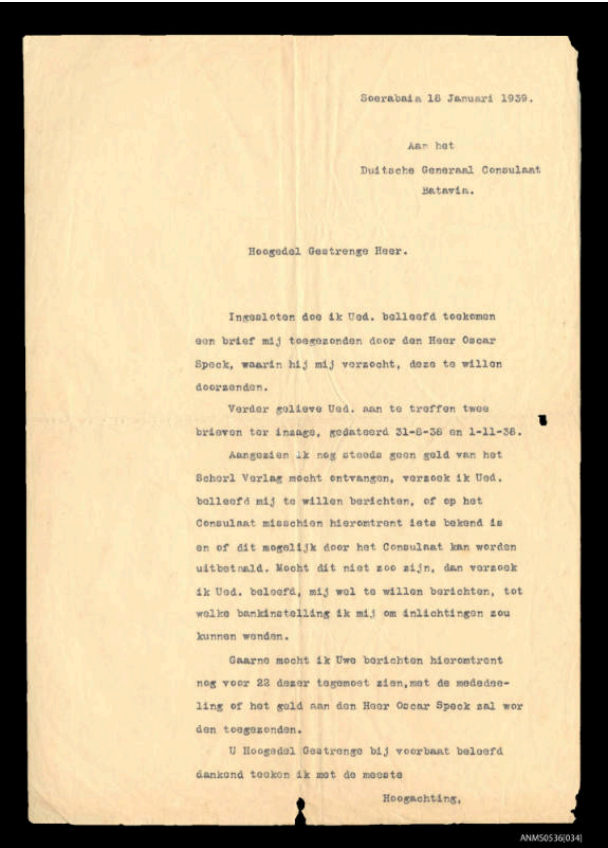 Soerabaia 18 Januari 1939.
Aan het
Duitsche Generaal Consulaat
Batavia.
Hoogedel Gestrenge Heer.
Ingesloten doe ik Ued. beleefd toekomen
een brief mij toegezonden door den Heer Oscar
Speck, waarin hij mij verzocht, deze te willen
doorzenden.
Verder gelieve Ued. aan te treffen twee
brieven ter inzage, gedateerd 31-8-38 en 1-11-38.
Aangezien ik nog steeds geen geld van het
Scherl Verlag mocht ontvangen, verzoek ik Ued.
beleefd mij te willen berichten, of op het
Consulaat misschien hieromtrent iets bekend is
en of dit mogelijk door het Consulaat kan worden
uitbetaald. Mocht dit niet zoo zijn, dan verzoek
ik Ued. beleefd, mij wel te willen berichten, tot
welke bankinstelling ik mij om inlichtingen zou
kunnen wenden.
Gaarne mocht ik Uwe berichten hieromtrent
nog voor 22 dezer tegemoet zien,met de mededee-
ling of het geld aan den Heer Oscar Speck zal wor
den toegezonden.
U Hoogedel Gestrenge bij voorbaat beleefd
dankend teeken ik met de meeste
Hoogachting,
ANMS0536[034]